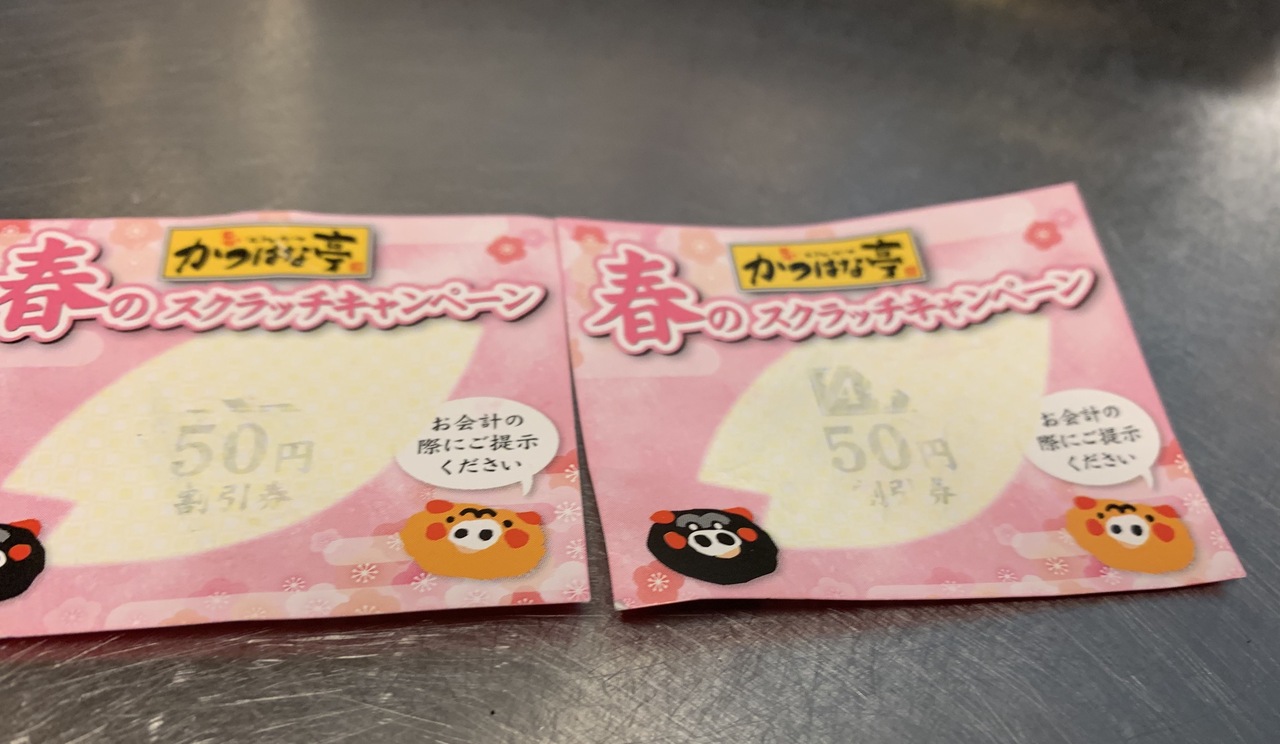 かつはな亭
春のスクラッチキャンペーン
50円
割引券
お会計の
際にご提示
ください
かつはな亭
春のスクラッチキャンペーン
50円
割引券
お会計の
際にご提示
ください